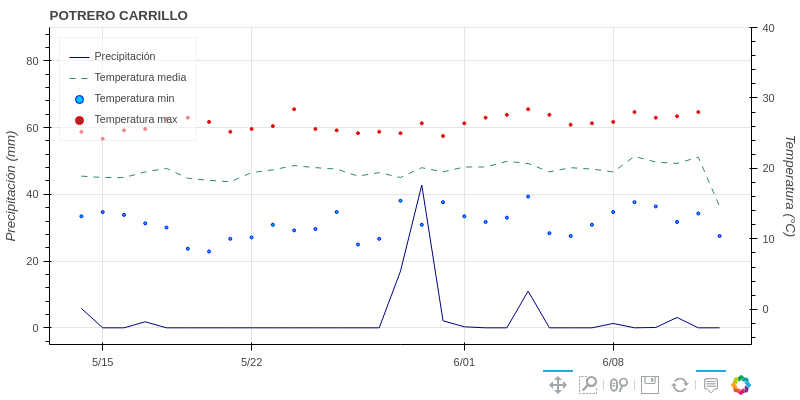 POTRERO CARRILLO
Precipitación
Temperatura media
Temperatura min
Temperatura max
Precipitación (mm)
80
60
40
20
0
Temperatura (°C)
40
30
20
10
0
5/15
5/22
6/01
6/08